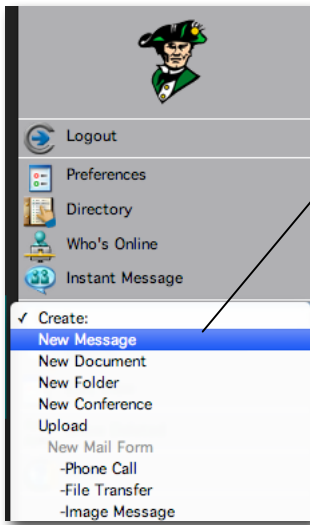 Logout
Preferences
Directory
Who's Online
33 Instant Message
✓ Create:
New Message
New Document
New Folder
New Conference
Upload
New Mail Form
-Phone Call
-File Transfer
-Image Message